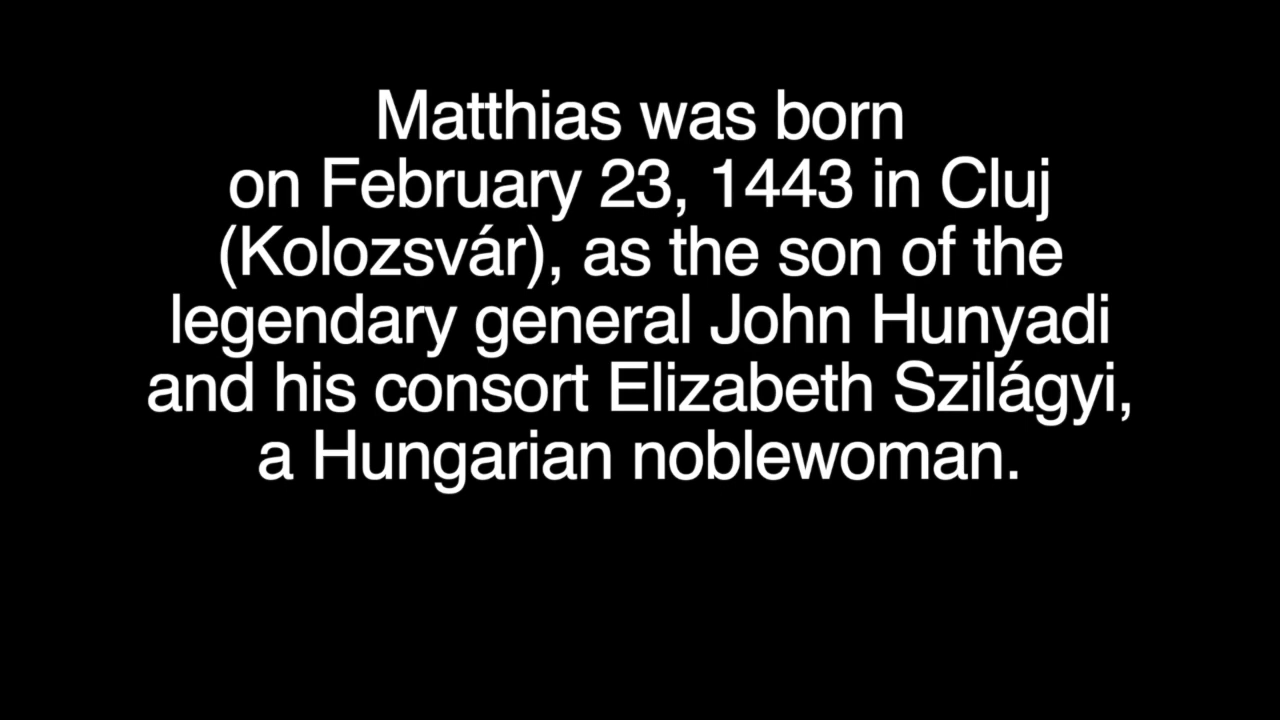 Matthias was born
on February 23, 1443 in Cluj
(Kolozsvár), as the son of the
legendary general John Hunyadi
and his consort Elizabeth Szilágyi,
a Hungarian noblewoman.